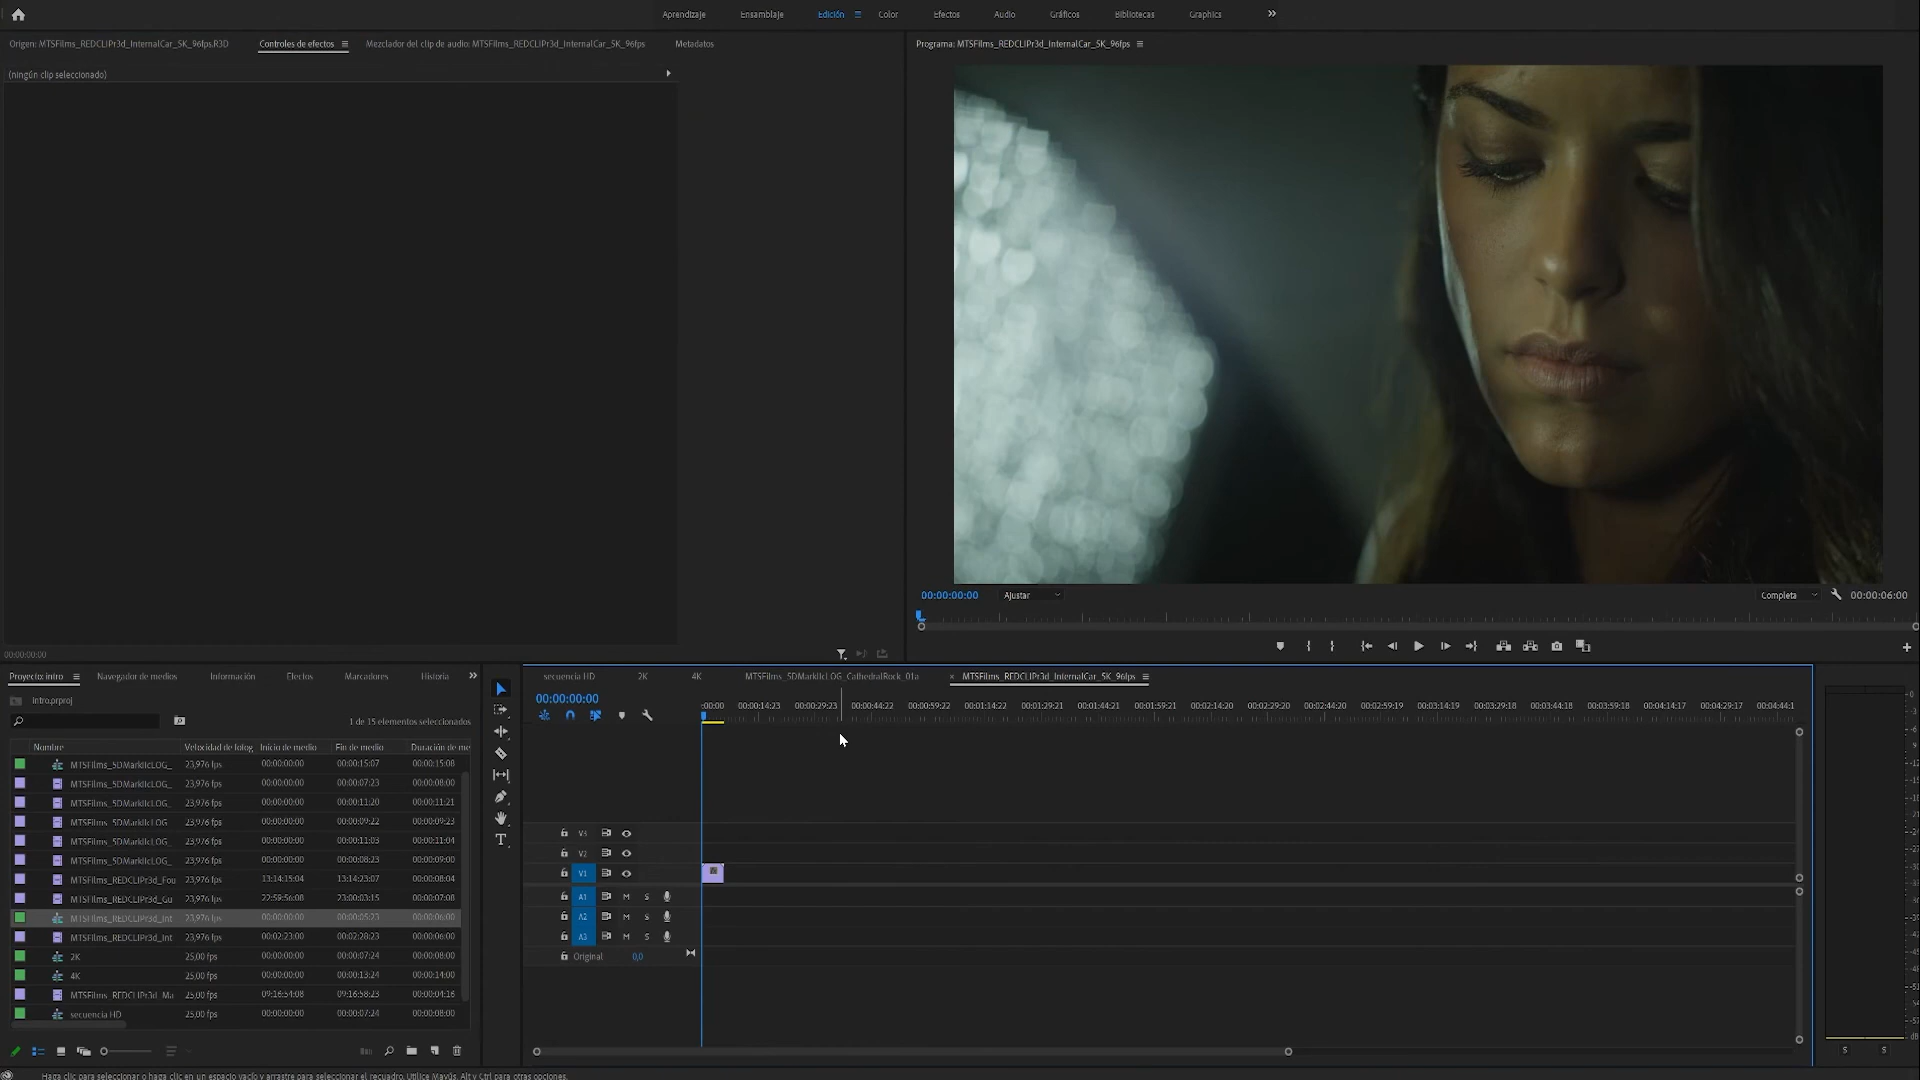 Aprendizaje Ensamblaje Edición Color Efectos Audio Gráficos Bibliotecas Graphics
Origen: MTSFilms_REDCLIPr3d_InternalCar_5K_96fps.R3D Controles de efectos Mezclador del clip de audio: MTSFilms_REDCLIPr3d_InternalCar_5K_96fps Metadatos
Programa: MTSFilms_REDCLIPr3d_InternalCar_5K_96fps
(ningún clip seleccionado)
00:00:00:00 Ajustar Completa 00:00:06:00
00:00:00:00
Proyecto: intro Navegador de medios Información Efectos Marcadores Historia
Intro.prproj
1 de 15 elementos seleccionados
Nombre Velocidad de fotog Inicio de medio Fin de medio Duración de me
MTSFilms_5DMarkIIcLOG_ 23,976 fps 00:00:00:00 00:00:15:07 00:00:15:08
MTSFilms_5DMarkIIcLOG_ 23,976 fps 00:00:00:00 00:00:07:23 00:00:08:00
MTSFilms_5DMarkIIcLOG_ 23,976 fps 00:00:00:00 00:00:11:20 00:00:11:21
MTSFilms_5DMarkIIcLOG 23,976 fps 00:00:00:00 00:00:09:22 00:00:09:23
MTSFilms_5DMarkIIcLOG_ 23,976 fps 00:00:00:00 00:00:11:03 00:00:11:04
MTSFilms_5DMarkIIcLOG_ 23,976 fps 00:00:00:00 00:00:08:23 00:00:09:00
MTSFilms_REDCLIPr3d_Fou 23,976 fps 13:14:15:04 13:14:23:07 00:00:08:04
MTSFilms_REDCLIPr3d_Gu 23,976 fps 22:59:56:08 23:00:03:15 00:00:07:08
MTSFilms_REDCLIPr3d_Int 23,976 fps 00:00:00:00 00:00:05:23 00:00:06:00
MTSFilms_REDCLIPr3d_Int 23,976 fps 00:02:23:00 00:02:28:23 00:00:06:00
2K 25,00 fps 00:00:00:00 00:00:07:24 00:00:08:00
4K 25,00 fps 00:00:00:00 00:00:13:24 00:00:14:00
MTSFilms_REDCLIPr3d_Ma 25,00 fps 09:16:54:08 09:16:58:23 00:00:04:16
secuencia HD 25,00 fps 00:00:00:00 00:00:07:24 00:00:08:00
secuencia HD 2K 4K MTSFilms_5DMarkIIcLOG_CathedralRock_01a MTSFilms_REDCLIPr3d_InternalCar_5K_96fps
00:00:00:00
:00:00 00:00:14:23 00:00:29:23 00:00:44:22 00:00:59:22 00:01:14:22 00:01:29:21 00:01:44:21 00:01:59:21 00:02:14:20 00:02:29:20 00:02:44:20 00:02:59:19 00:03:14:19 00:03:29:18 00:03:44:18 00:03:59:18 00:04:14:17 00:04:29:17 00:04:44:1
V3
V2
V1
A1 M S
A2 M S
A3 M S
Original 0,0
S S
Haga clic para seleccionar o haga clic en un espacio vacío y arrastre para seleccionar el recuadro. Utilice Mayús, Alt y Ctrl para otras opciones.